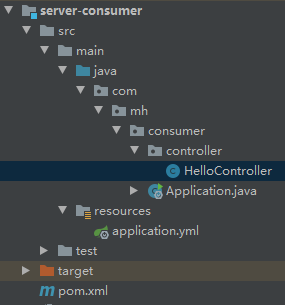 server-consumer
src
main
java
com
mh
consumer
controller
HelloController
Application.java
resources
application.yml
test
target
pom.xml